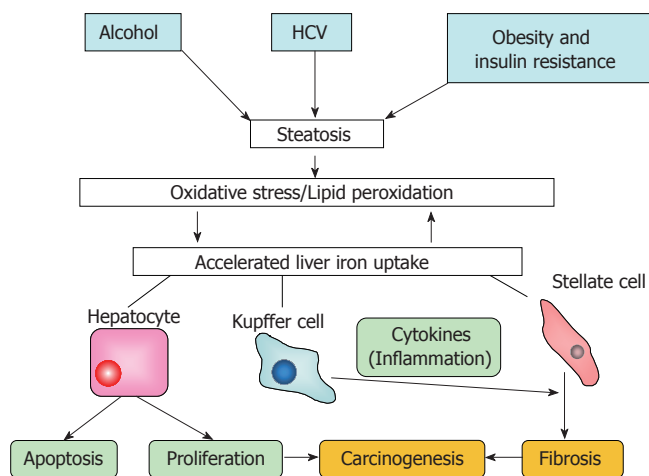 Alcohol
HCV
Obesity and
insulin resistance
Steatosis
Oxidative stress/Lipid peroxidation
Accelerated liver iron uptake
Hepatocyte
Kupffer cell
Stellate cell
Cytokines
(Inflammation)
Apoptosis
Proliferation
Carcinogenesis
Fibrosis